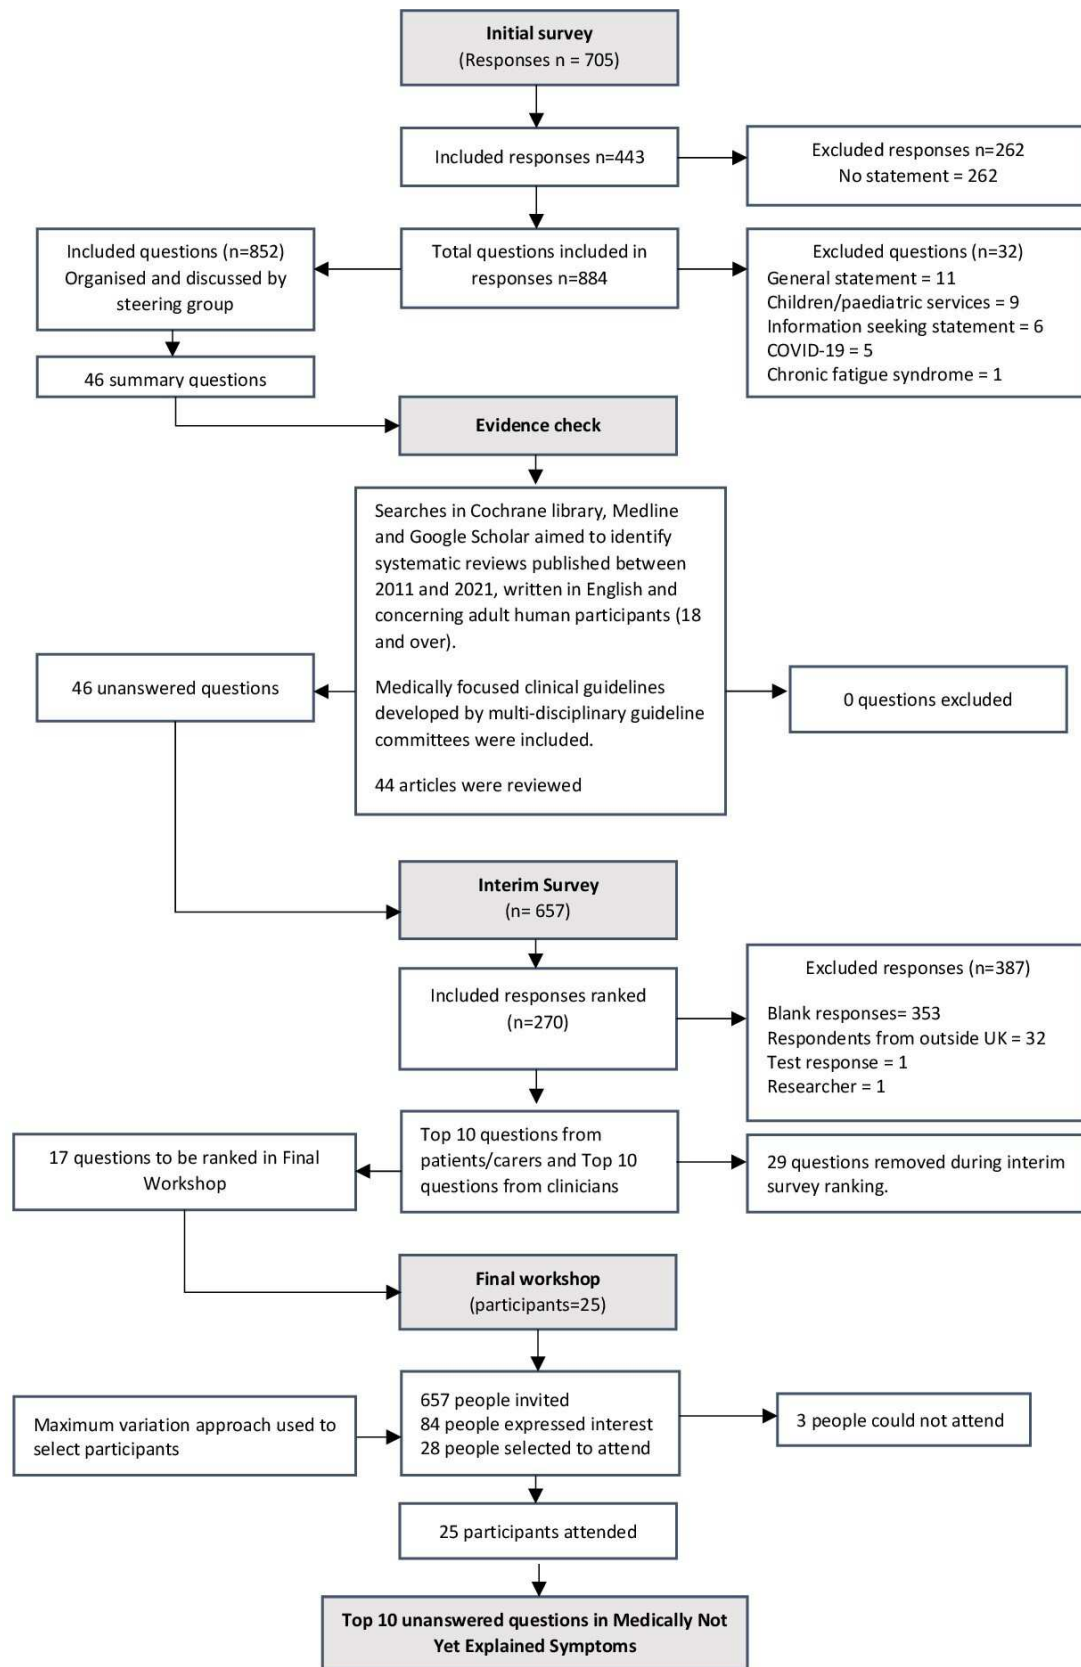 Initial survey
(Responses n = 705)
Included responses n=443
Excluded responses n=262
No statement = 262
Included questions (n=852)
Organised and discussed by
steering group
Total questions included in
responses n=884
Excluded questions (n=32)
General statement = 11
Children/paediatric services = 9
Information seeking statement = 6
COVID-19 = 5
Chronic fatigue syndrome = 1
46 summary questions
Evidence check
Searches in Cochrane library, Medline
and Google Scholar aimed to identify
systematic reviews published between
2011 and 2021, written in English and
concerning adult human participants (18
and over).
Medically focused clinical guidelines
developed by multi-disciplinary guideline
committees were included.
44 articles were reviewed
46 unanswered questions
0 questions excluded
Interim Survey
(n= 657)
Included responses ranked
(n=270)
Excluded responses (n=387)
Blank responses= 353
Respondents from outside UK = 32
Test response = 1
Researcher = 1
17 questions to be ranked in Final
Workshop
Top 10 questions from
patients/carers and Top 10
questions from clinicians
29 questions removed during interim
survey ranking.
Final workshop
(participants=25)
Maximum variation approach used to
select participants
657 people invited
84 people expressed interest
28 people selected to attend
3 people could not attend
25 participants attended
Top 10 unanswered questions in Medically Not
Yet Explained Symptoms